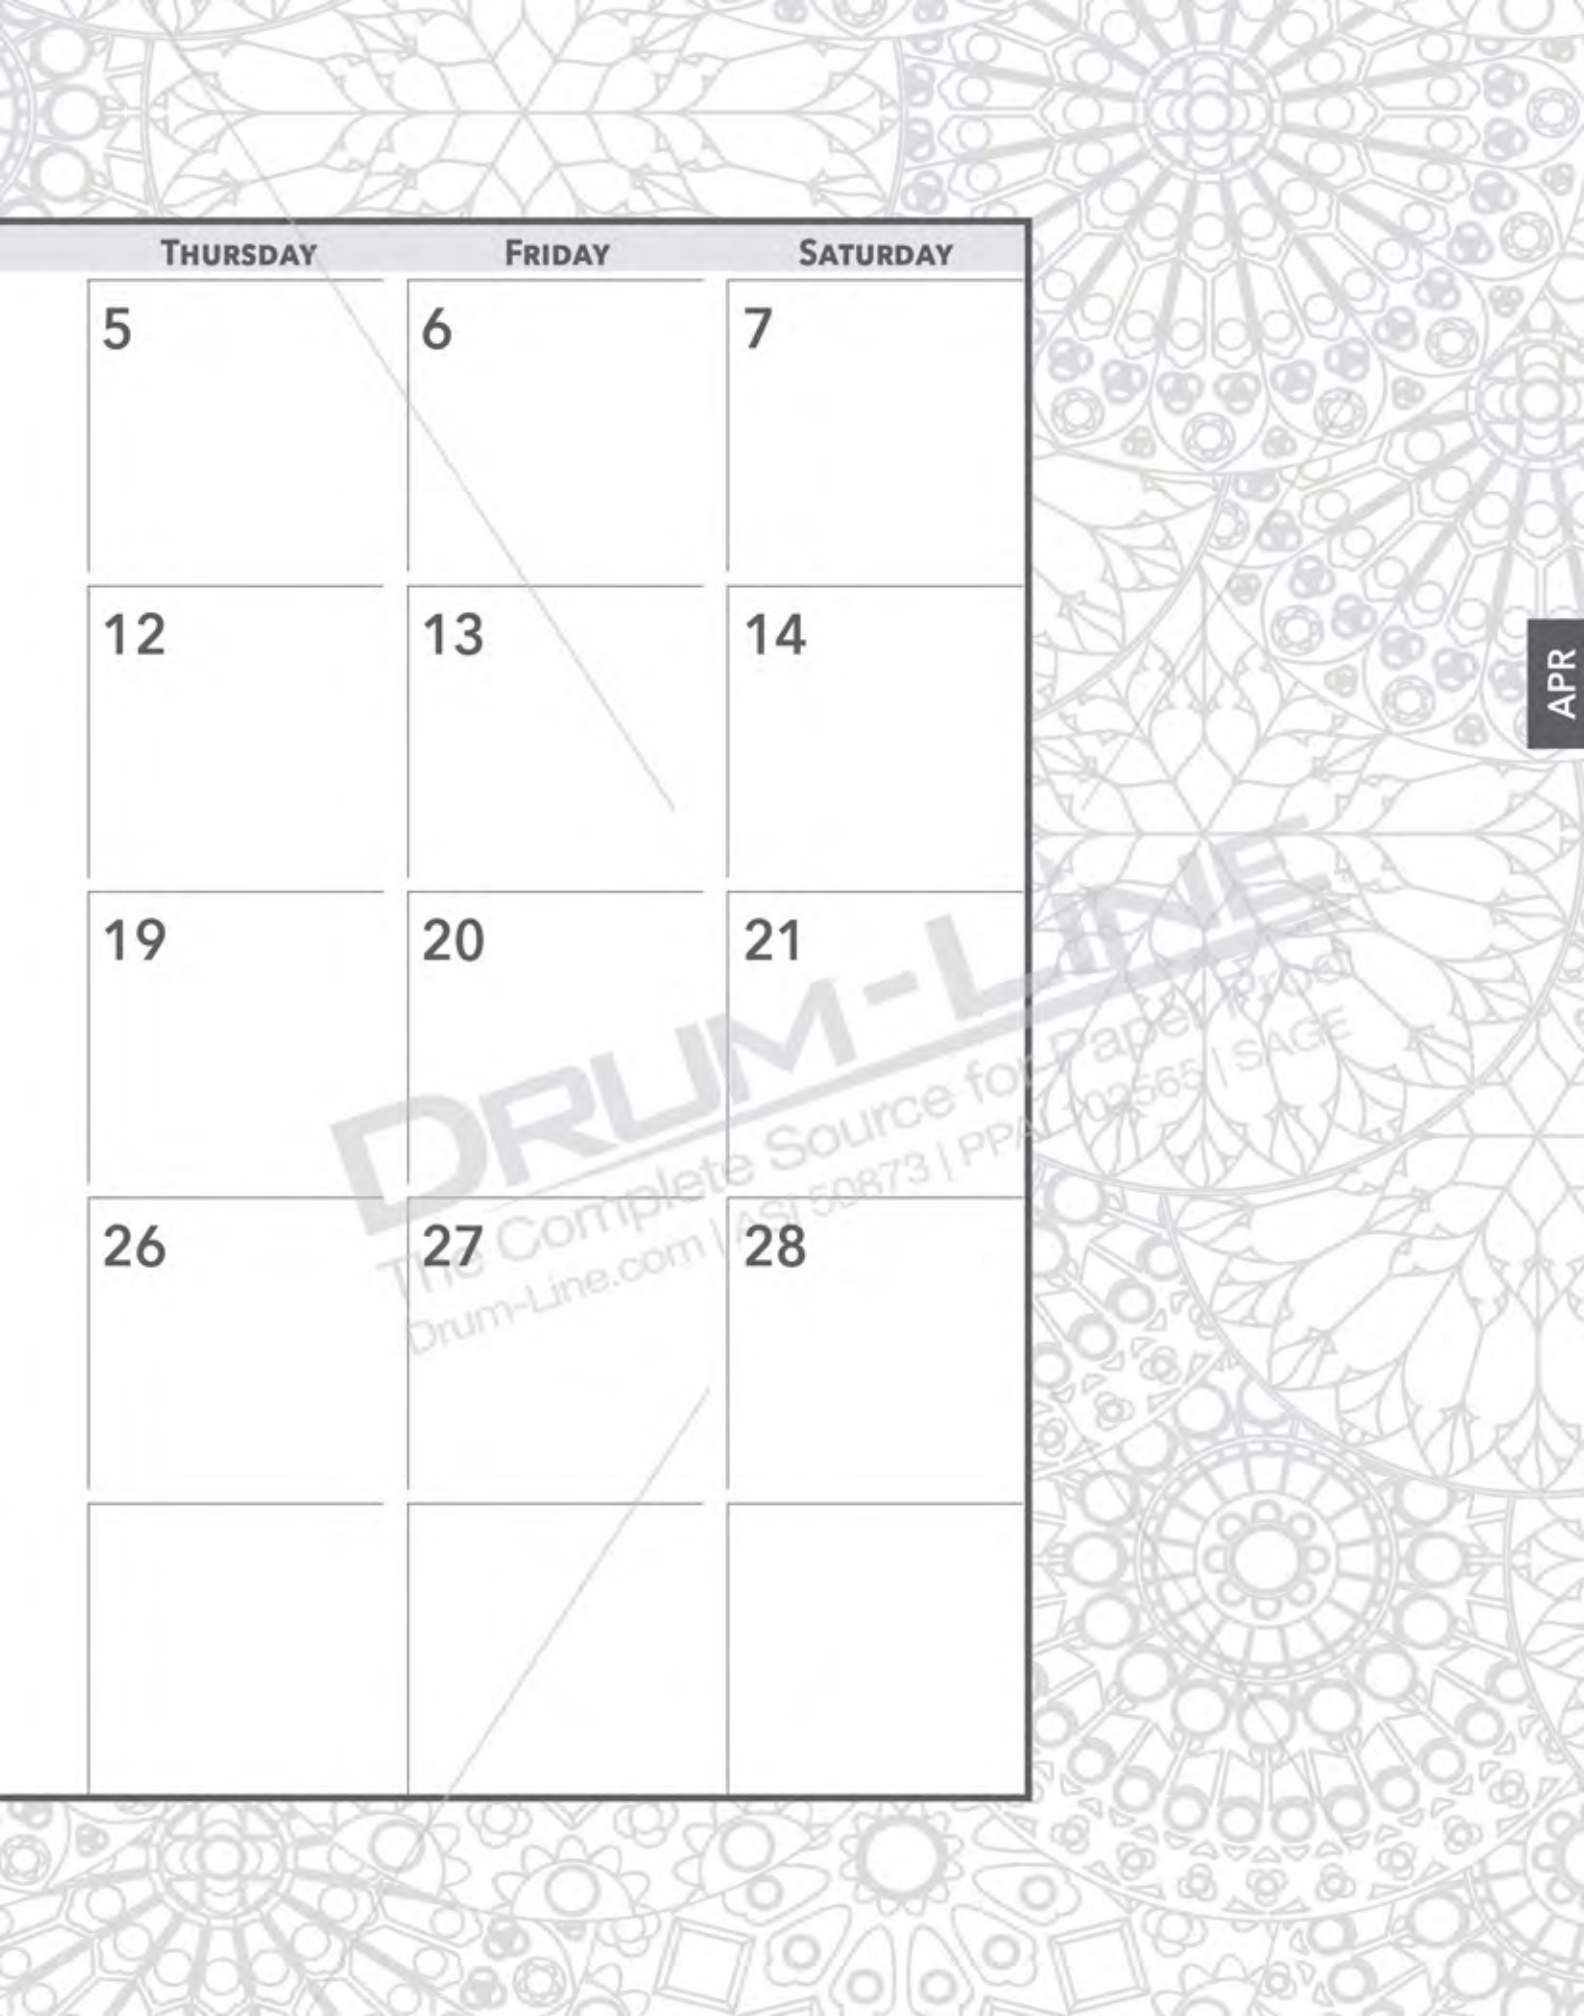 THURSDAY FRIDAY SATURDAY
5 6 7
12 13 14
APR
19 20 21
DRUM-LINE
The Complete Source for Paper Proof
Drum-Line.com | ASI 50873 | PPAI 102565 | SAGE
26 27 28